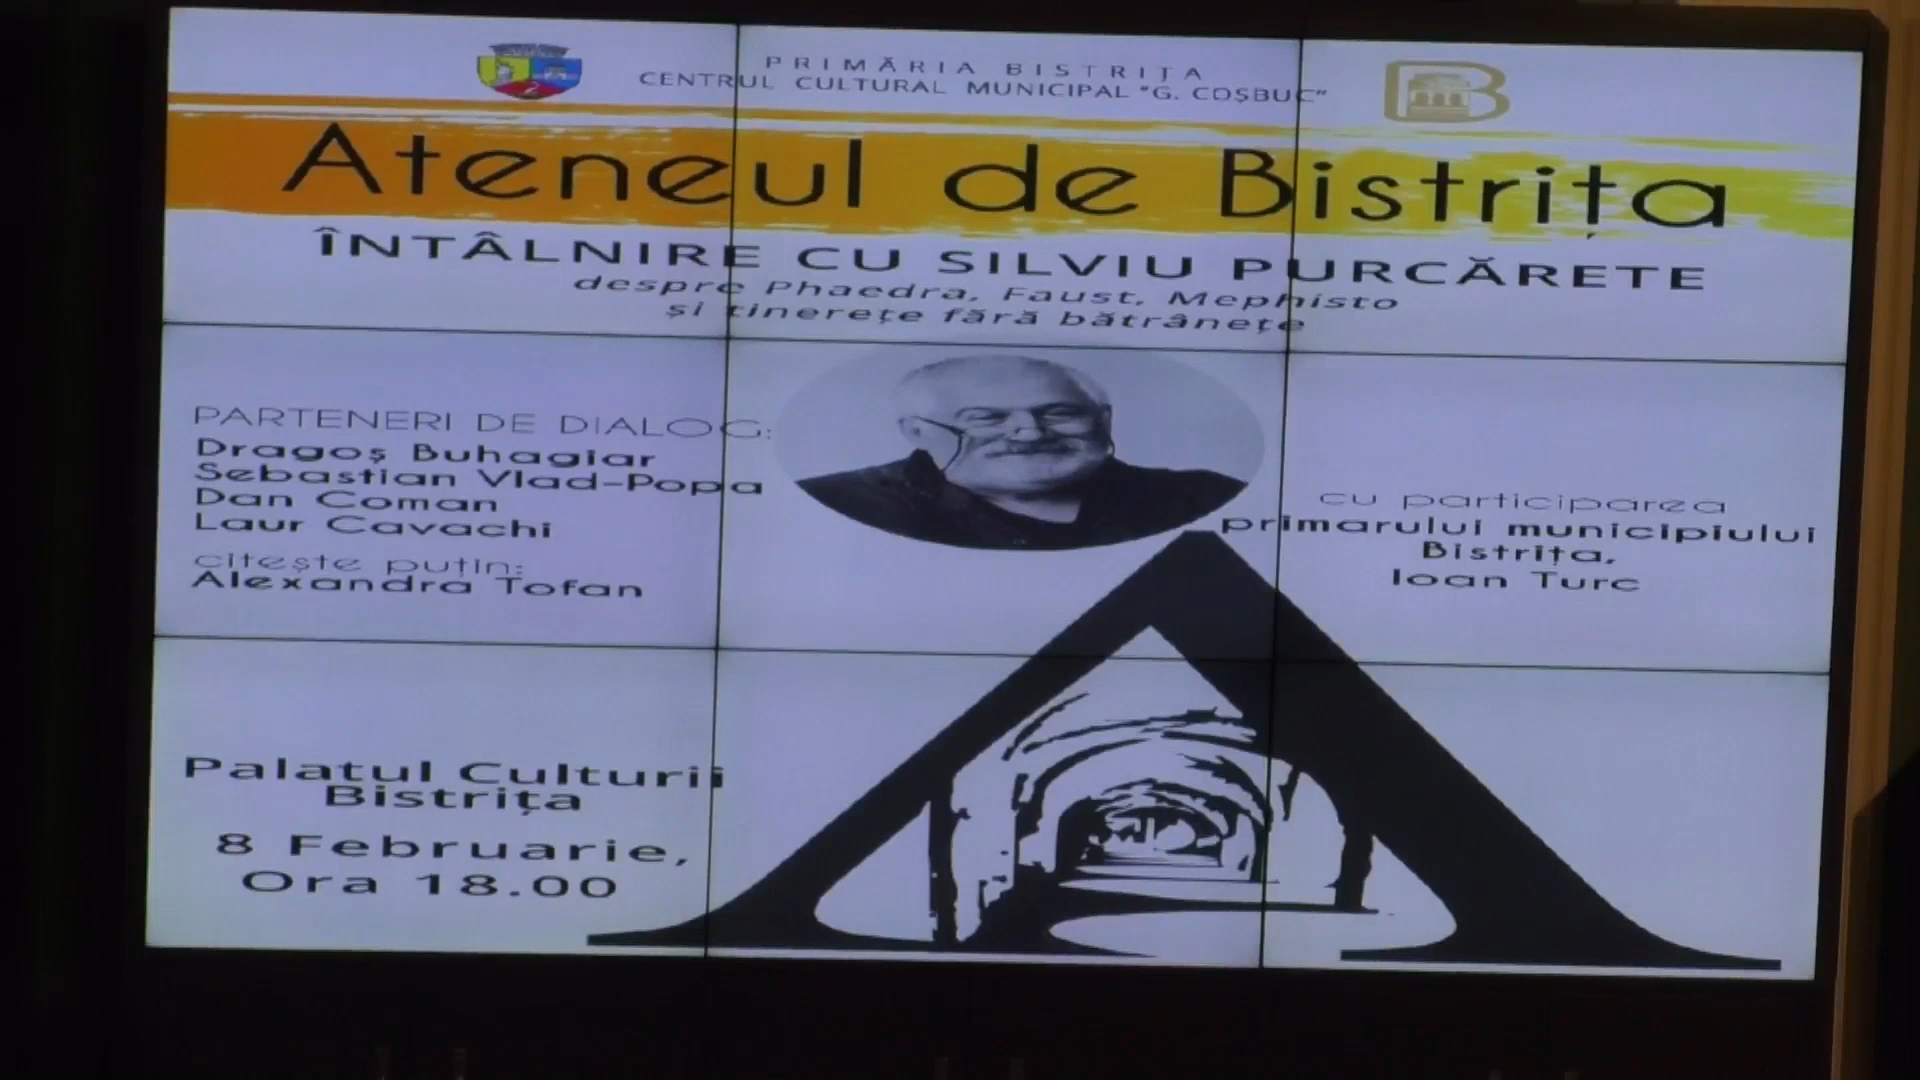 PRIMĂRIA BISTRIȚA
CENTRUL CULTURAL MUNICIPAL "G. COȘBUC"
Ateneul de Bistrița
ÎNTÂLNIRE CU SILVIU PURCĂRETE
despre Phaedra, Faust, Mephisto
și tinerețe fără bătrânețe
PARTENERI DE DIALOG:
Dragoș Buhagiar
Sebastian Vlad-Popa
Dan Coman
Laur Cavachi
citește puțin:
Alexandra Tofan
cu participarea
primarului municipiului
Bistrița,
Ioan Turc
Palatul Culturii
Bistrița
8 Februarie,
Ora 18.00